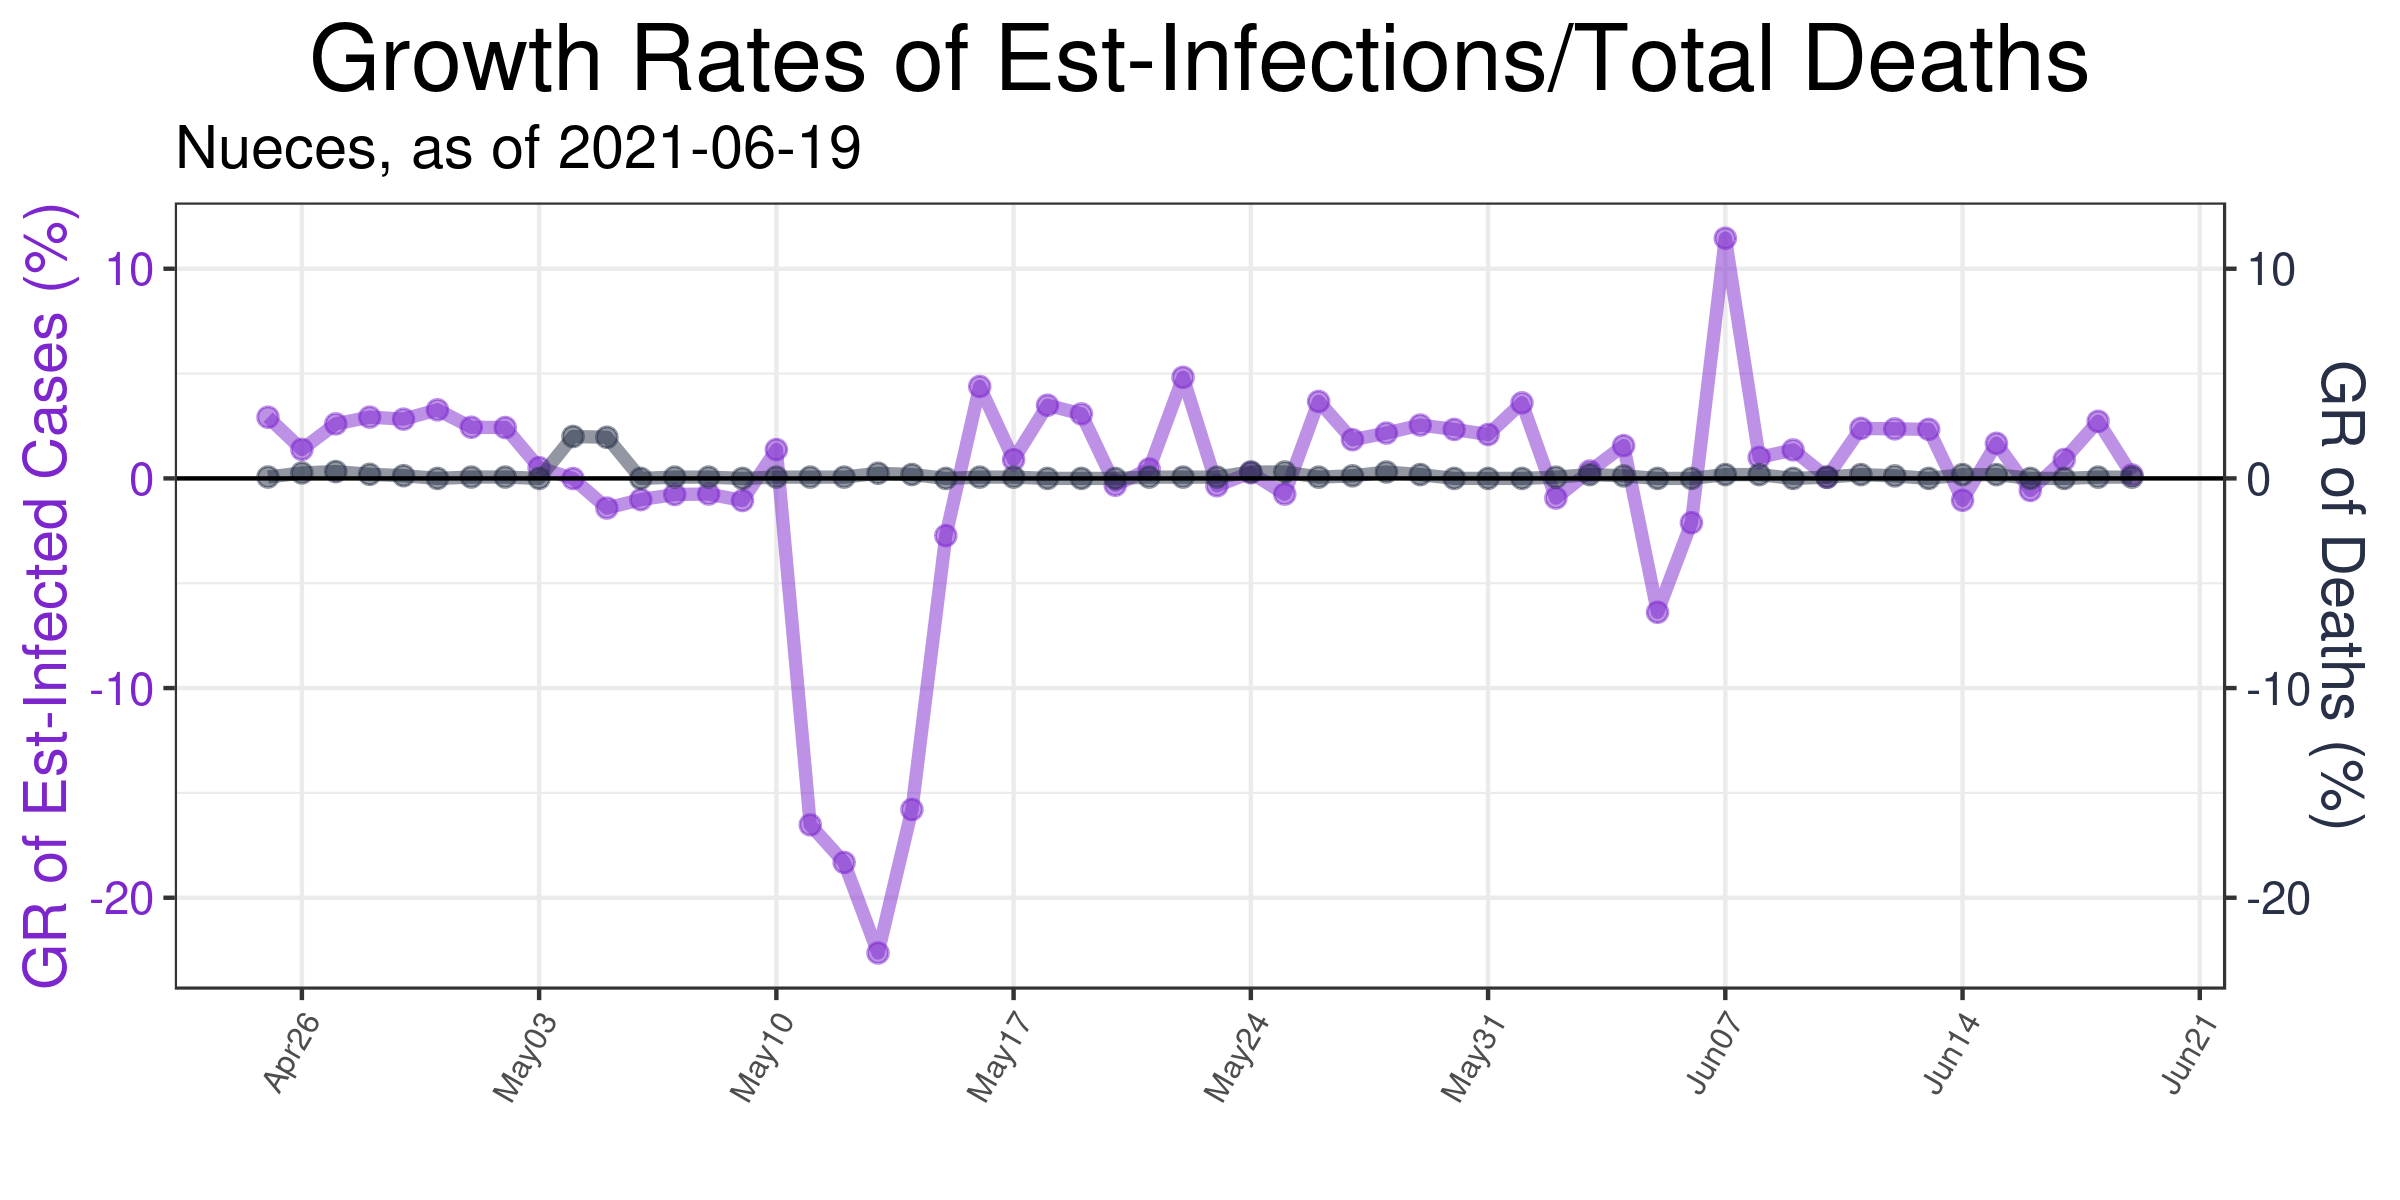 Growth Rates of Est-Infections/Total Deaths
Nueces, as of 2021-06-19
GR of Est-Infected Cases (%)
10
0
-10
-20
10
0
-10
-20
GR of Deaths (%)
Apr26
May03
May10
May17
May24
May31
Jun07
Jun14
Jun21